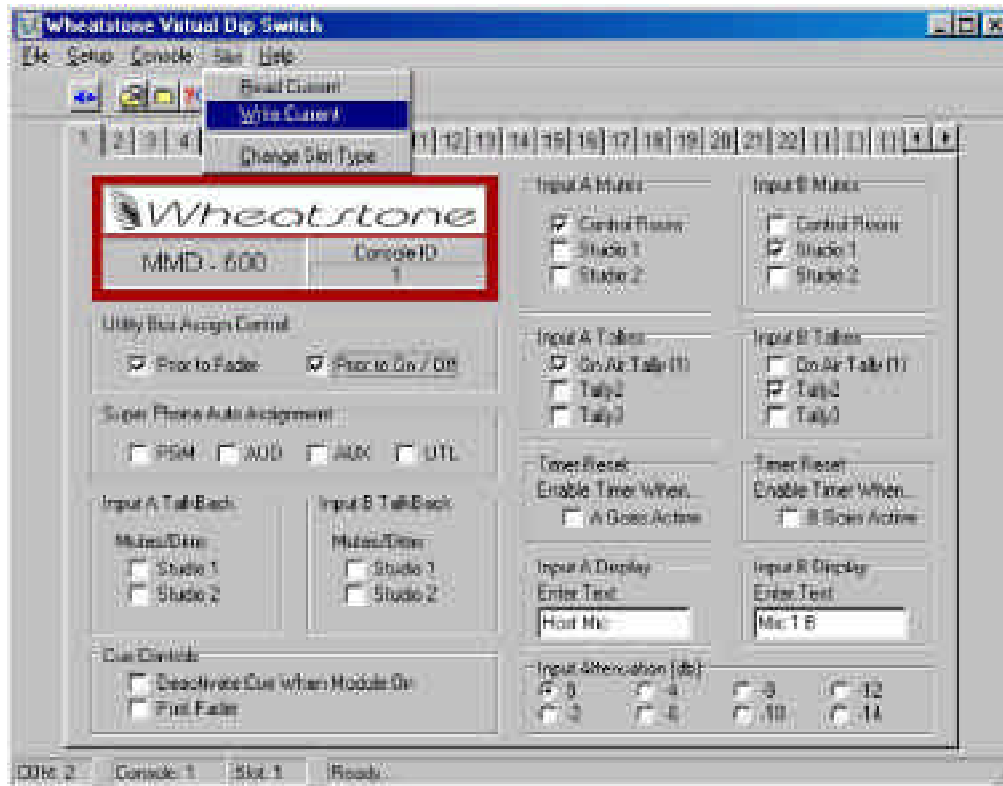 Wheatstone Virtual Dip Switch
File Setup Console Slot Help
Read Current
Write Current
Change Slot Type
1 2 3 4 11 12 13 14 15 16 17 18 19 20 21 22 [ ] [ ] [ ]
Wheatstone
MMD - 600
Console ID
1
Utility Bus Assign Control
Prior to Fader Prior to On / Off
Super Phone Auto Assignment
PGM AUD AUX UTL
Input A TalkBack Input B TalkBack
Mutes/Dims Mutes/Dims
Studio 1 Studio 1
Studio 2 Studio 2
Cue Controls
Deactivate Cue When Module On
Post Fader
Input A Mutes Input B Mutes
Control Room Control Room
Studio 1 Studio 1
Studio 2 Studio 2
Input A Tallies Input B Tallies
On Air Tally (1) On Air Tally (1)
Tally2 Tally2
Tally3 Tally3
Timer Reset Timer Reset
Enable Timer When... Enable Timer When...
A Goes Active B Goes Active
Input A Display Input B Display
Enter Text Enter Text
Host Mic Mic 1 B
Input Attenuation (db)
0 -4 -8 -12
-2 -6 -10 -14
Console: 1 Slot: 1 Ready...